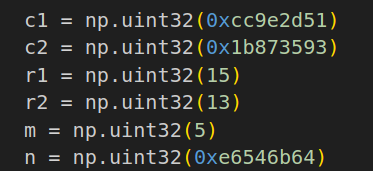 c1 = np.uint32(0xcc9e2d51)
c2 = np.uint32(0x1b873593)
r1 = np.uint32(15)
r2 = np.uint32(13)
m = np.uint32(5)
n = np.uint32(0xe6546b64)